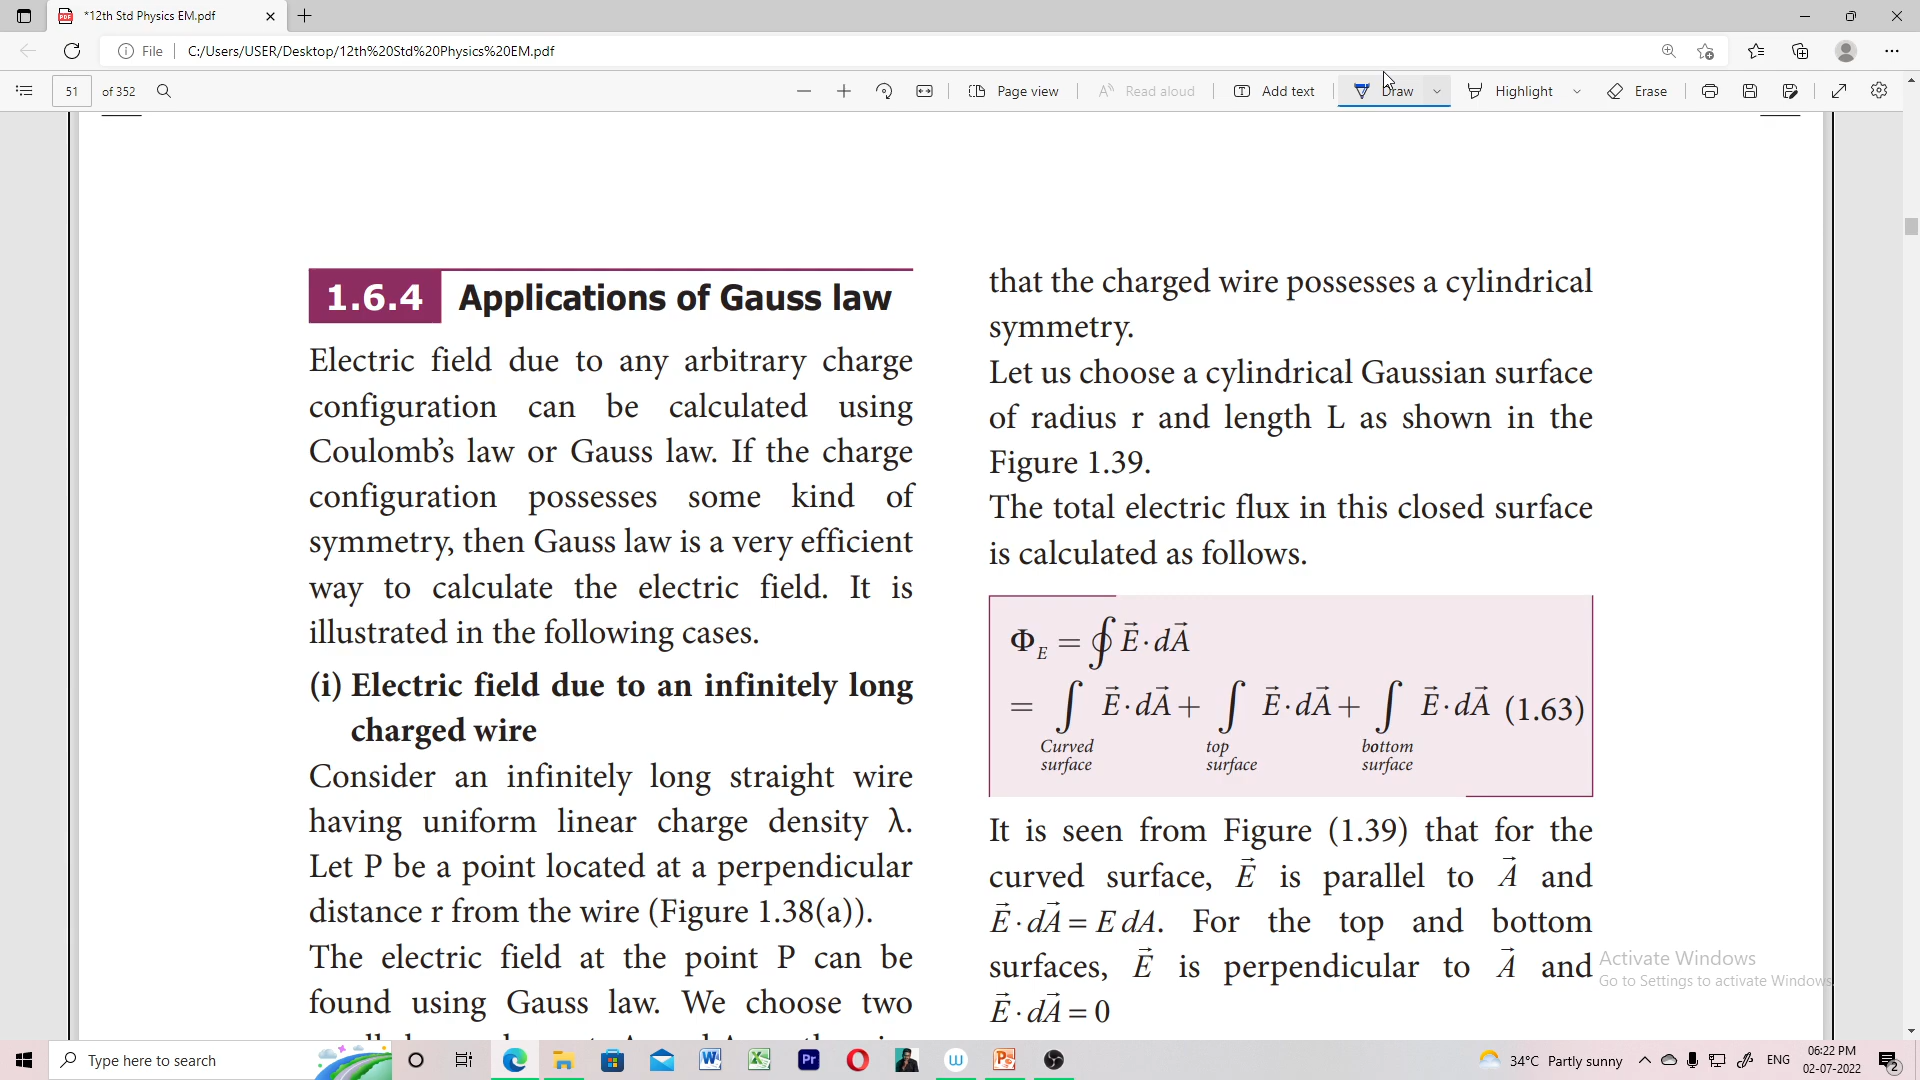 *12th Std Physics EM.pdf
File
C:/Users/USER/Desktop/12th%20Std%20Physics%20EM.pdf
51 of 352
Page view
Read aloud
Add text
Draw
Highlight
Erase
1.6.4 Applications of Gauss law
Electric field due to any arbitrary charge
configuration can be calculated using
Coulomb's law or Gauss law. If the charge
configuration possesses some kind of
symmetry, then Gauss law is a very efficient
way to calculate the electric field. It is
illustrated in the following cases.
(i) Electric field due to an infinitely long
charged wire
Consider an infinitely long straight wire
having uniform linear charge density λ.
Let P be a point located at a perpendicular
distance r from the wire (Figure 1.38(a)).
The electric field at the point P can be
found using Gauss law. We choose two
that the charged wire possesses a cylindrical
symmetry.
Let us choose a cylindrical Gaussian surface
of radius r and length L as shown in the
Figure 1.39.
The total electric flux in this closed surface
is calculated as follows.
Φ_E = ∮ E⃗ · dA⃗
= ∫ E⃗ · dA⃗ + ∫ E⃗ · dA⃗ + ∫ E⃗ · dA⃗ (1.63)
Curved top bottom
surface surface surface
It is seen from Figure (1.39) that for the
curved surface, E⃗ is parallel to A⃗ and
E⃗ · dA⃗ = E dA. For the top and bottom
surfaces, E⃗ is perpendicular to A⃗ and
E⃗ · dA⃗ = 0
Activate Windows
Go to Settings to activate Windows.
Type here to search
34°C Partly sunny
ENG
06:22 PM
02-07-2022
2